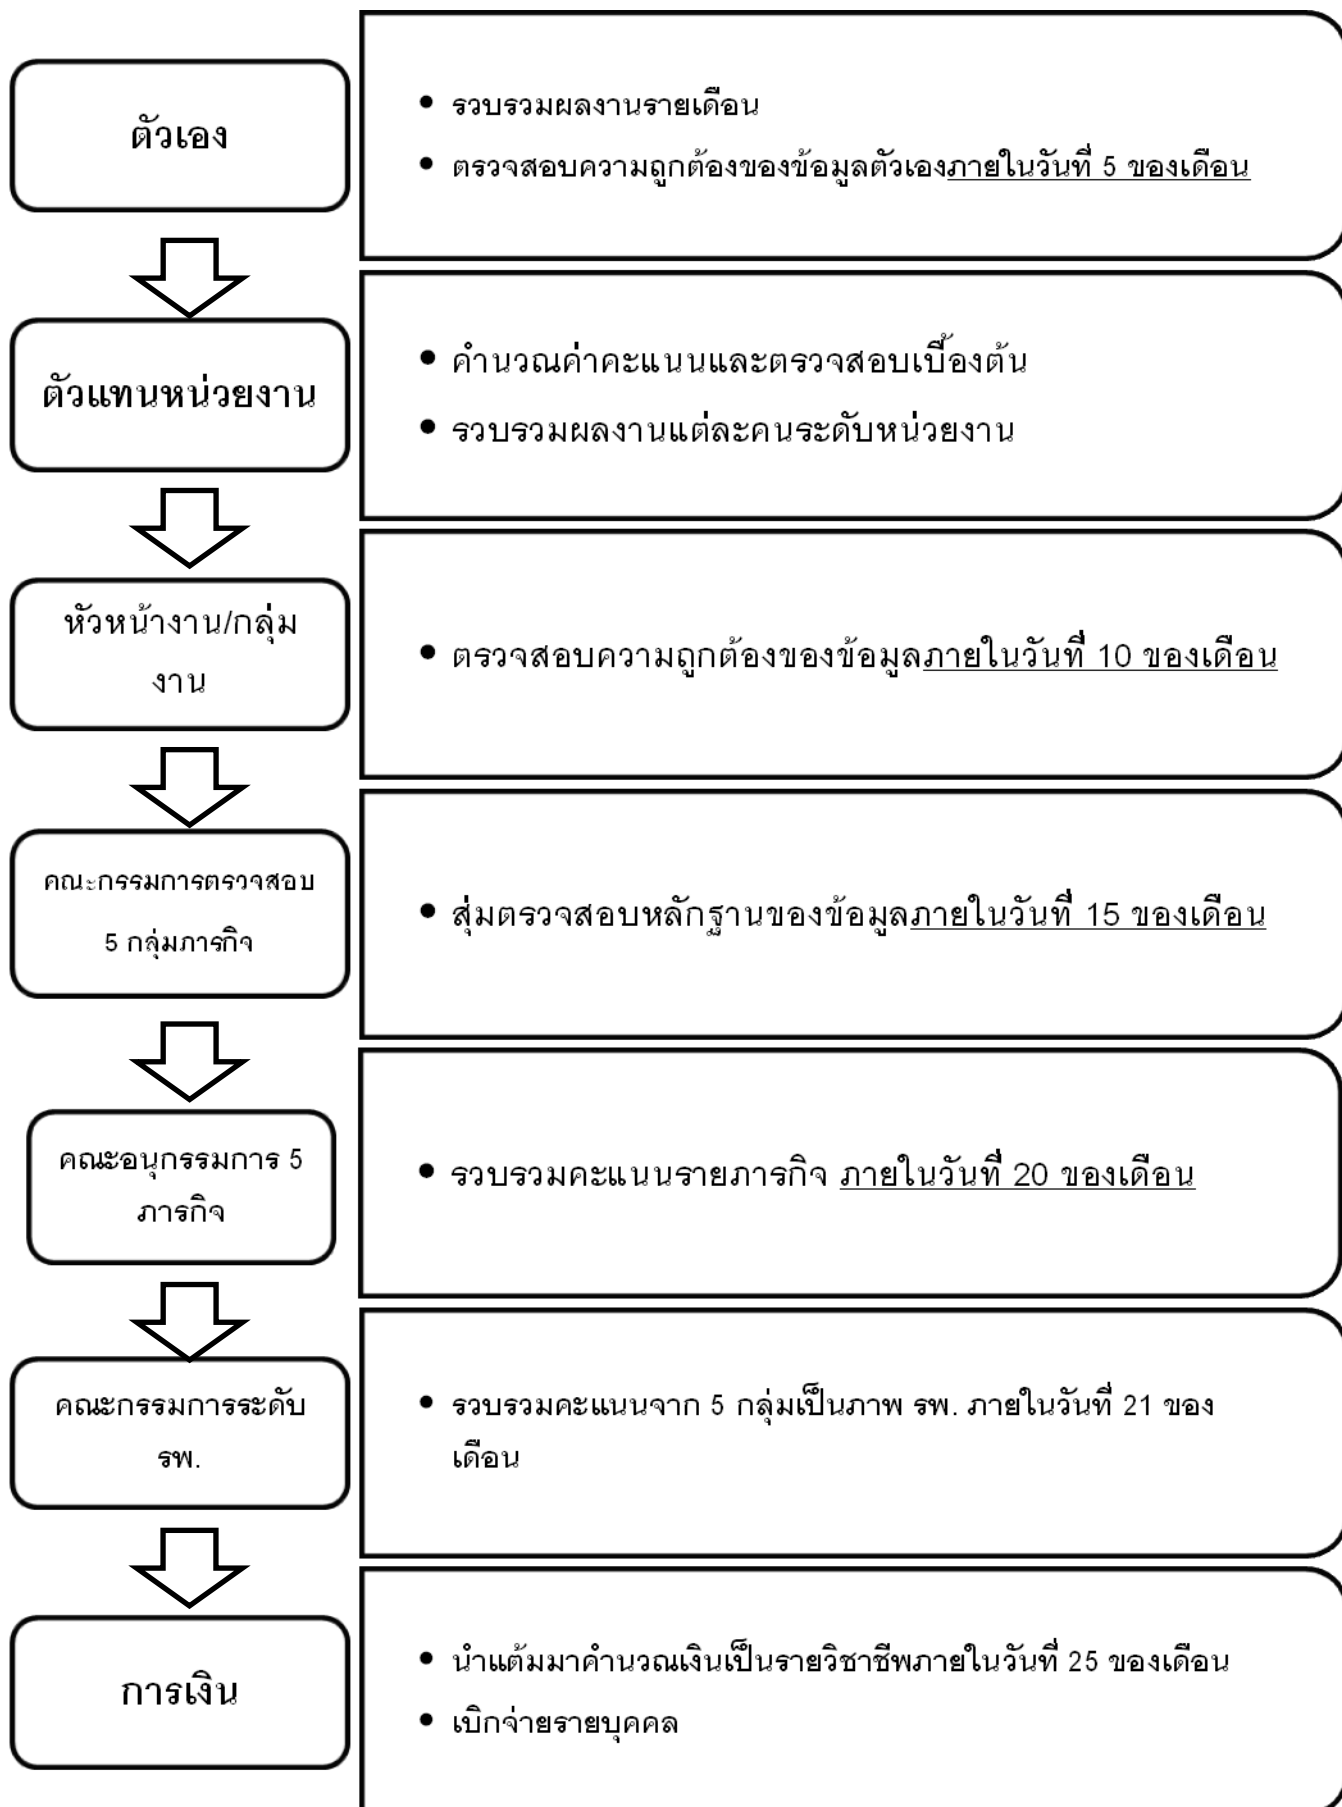 ตัวเอง
• รวบรวมผลงานรายเดือน
• ตรวจสอบความถูกต้องของข้อมูลตัวเองภายในวันที่ 5 ของเดือน
ตัวแทนหน่วยงาน
• คำนวณค่าคะแนนและตรวจสอบเบื้องต้น
• รวบรวมผลงานแต่ละคนระดับหน่วยงาน
หัวหน้างาน/กลุ่ม
งาน
• ตรวจสอบความถูกต้องของข้อมูลภายในวันที่ 10 ของเดือน
คณะกรรมการตรวจสอบ
5 กลุ่มภารกิจ
• สุ่มตรวจสอบหลักฐานของข้อมูลภายในวันที่ 15 ของเดือน
คณะอนุกรรมการ 5
ภารกิจ
• รวบรวมคะแนนรายภารกิจ ภายในวันที่ 20 ของเดือน
คณะกรรมการระดับ
รพ.
• รวบรวมคะแนนจาก 5 กลุ่มเป็นภาพ รพ. ภายในวันที่ 21 ของ
เดือน
การเงิน
• นำแต้มมาคำนวณเงินเป็นรายวิชาชีพภายในวันที่ 25 ของเดือน
• เบิกจ่ายรายบุคคล